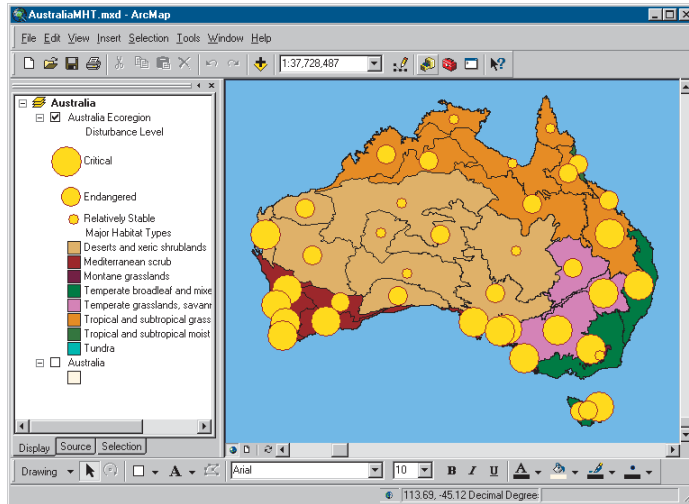 AustraliaMHT.mxd - ArcMap
File Edit View Insert Selection Tools Window Help
1:37,728,487
Australia
Australia Ecoregion
Disturbance Level
Critical
Endangered
Relatively Stable
Major Habitat Types
Deserts and xeric shrublands
Mediterranean scrub
Montane grasslands
Temperate broadleaf and mixe
Temperate grasslands, savann
Tropical and subtropical grass
Tropical and subtropical moist
Tundra
Australia
Display Source Selection
Drawing A Arial 10 B I U A
113.69, -45.12 Decimal Degree